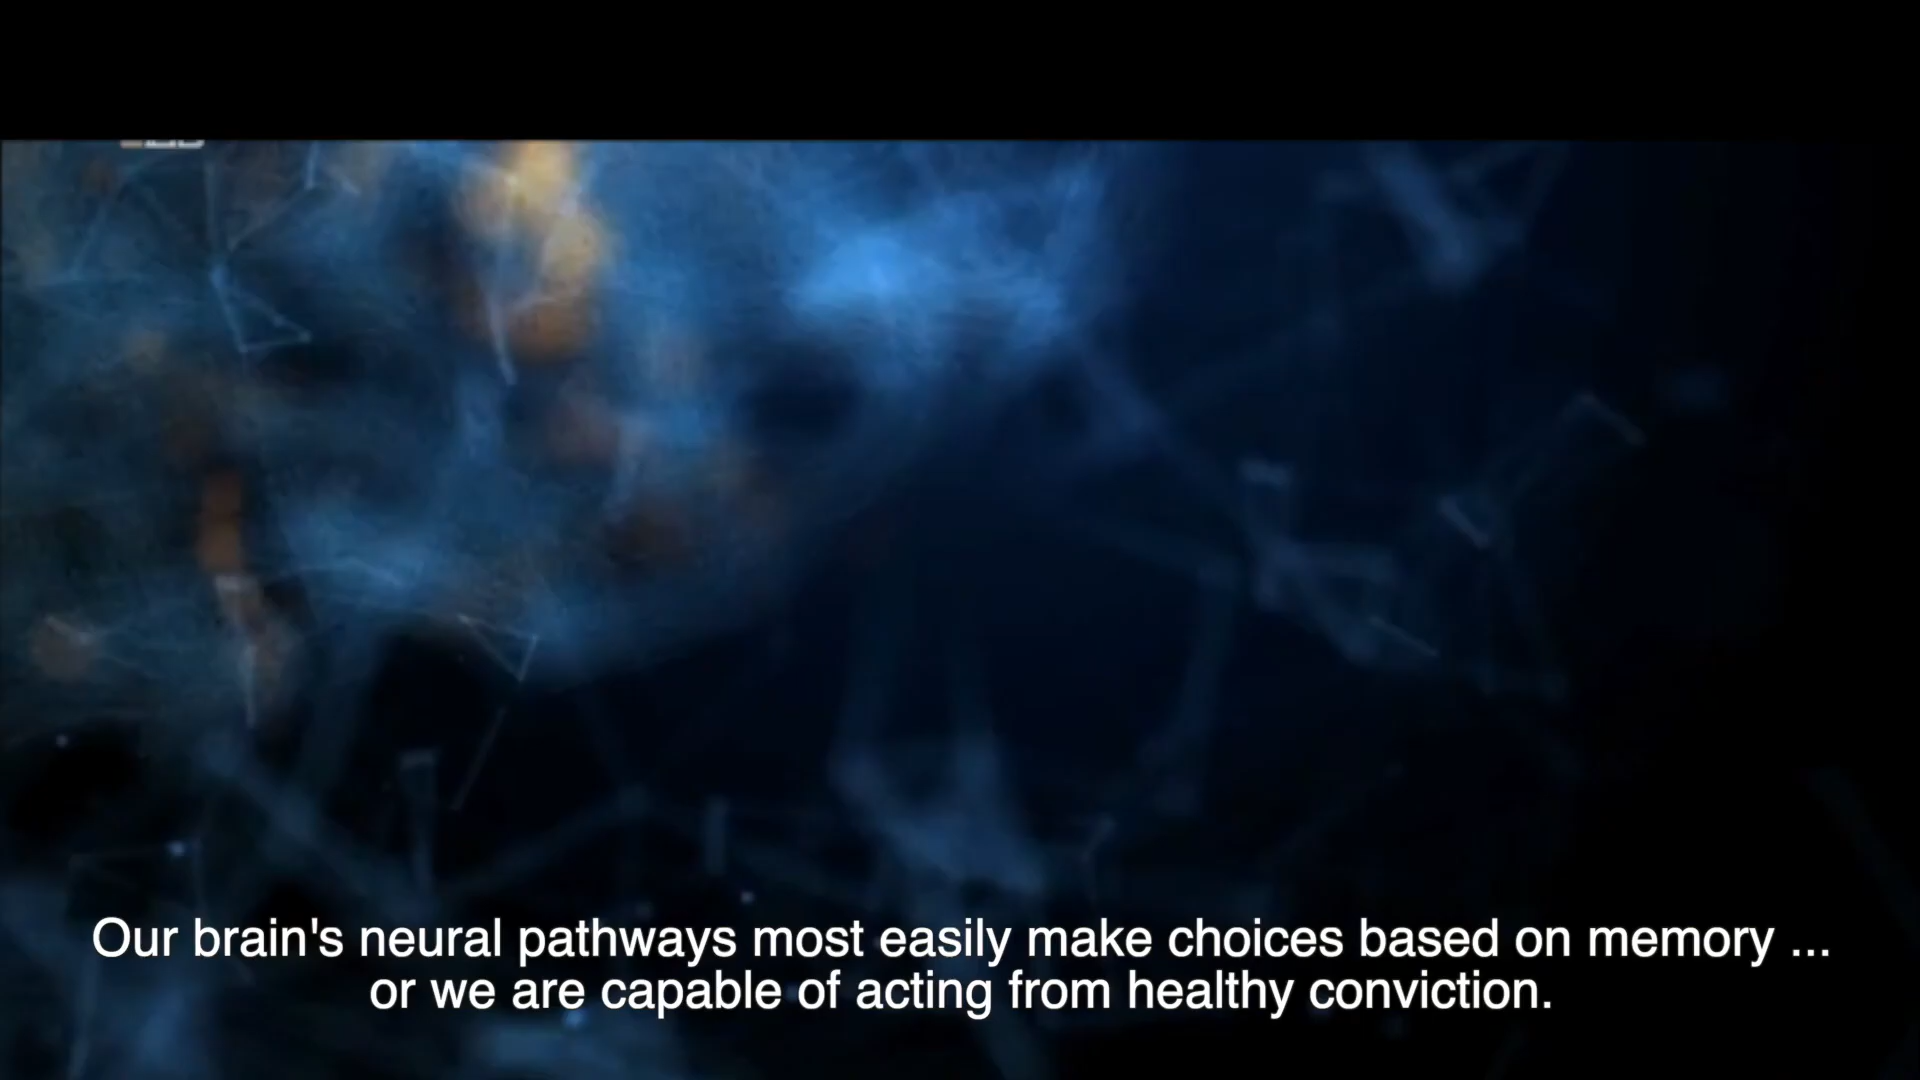 Our brain's neural pathways most easily make choices based on memory ...
or we are capable of acting from healthy conviction.